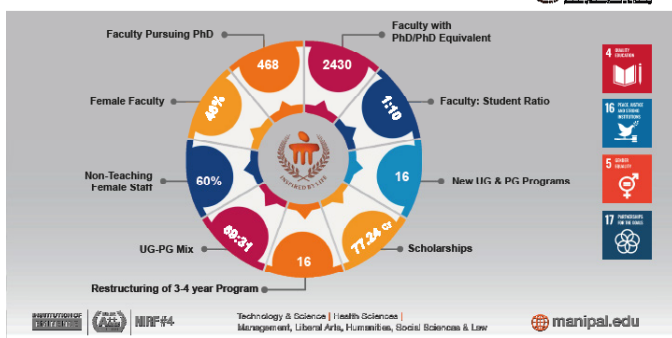 Faculty Pursuing PhD
468
Faculty with
PhD/PhD Equivalent
2430
Female Faculty
46%
1:10
Faculty: Student Ratio
Non-Teaching
Female Staff
60%
16
New UG & PG Programs
UG-PG Mix
69:31
77.24 Cr
Scholarships
16
Restructuring of 3-4 year Program
INSPIRED BY LIFE
4 QUALITY
EDUCATION
16 PEACE, JUSTICE
AND STRONG
INSTITUTIONS
5 GENDER
EQUALITY
17 PARTNERSHIPS
FOR THE GOALS
INSTITUTION OF
A++
NIRF#4
Technology & Science | Health Sciences |
Management, Liberal Arts, Humanities, Social Sciences & Law
manipal.edu